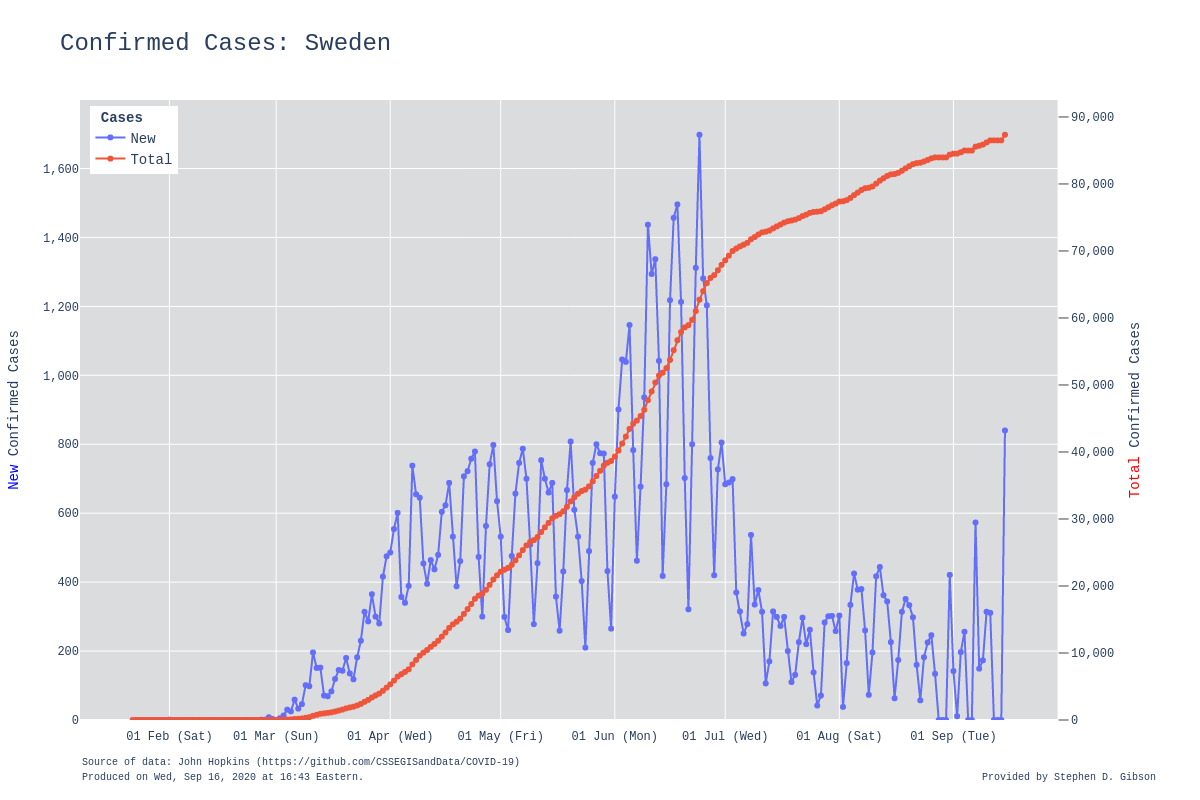 Confirmed Cases: Sweden
Cases
New
Total
1,600
1,400
1,200
1,000
800
600
400
200
0
90,000
80,000
70,000
60,000
50,000
40,000
30,000
20,000
10,000
0
New Confirmed Cases
Total Confirmed Cases
01 Feb (Sat) 01 Mar (Sun) 01 Apr (Wed) 01 May (Fri) 01 Jun (Mon) 01 Jul (Wed) 01 Aug (Sat) 01 Sep (Tue)
Source of data: John Hopkins (https://github.com/CSSEGISandData/COVID-19)
Produced on Wed, Sep 16, 2020 at 16:43 Eastern.
Provided by Stephen D. Gibson